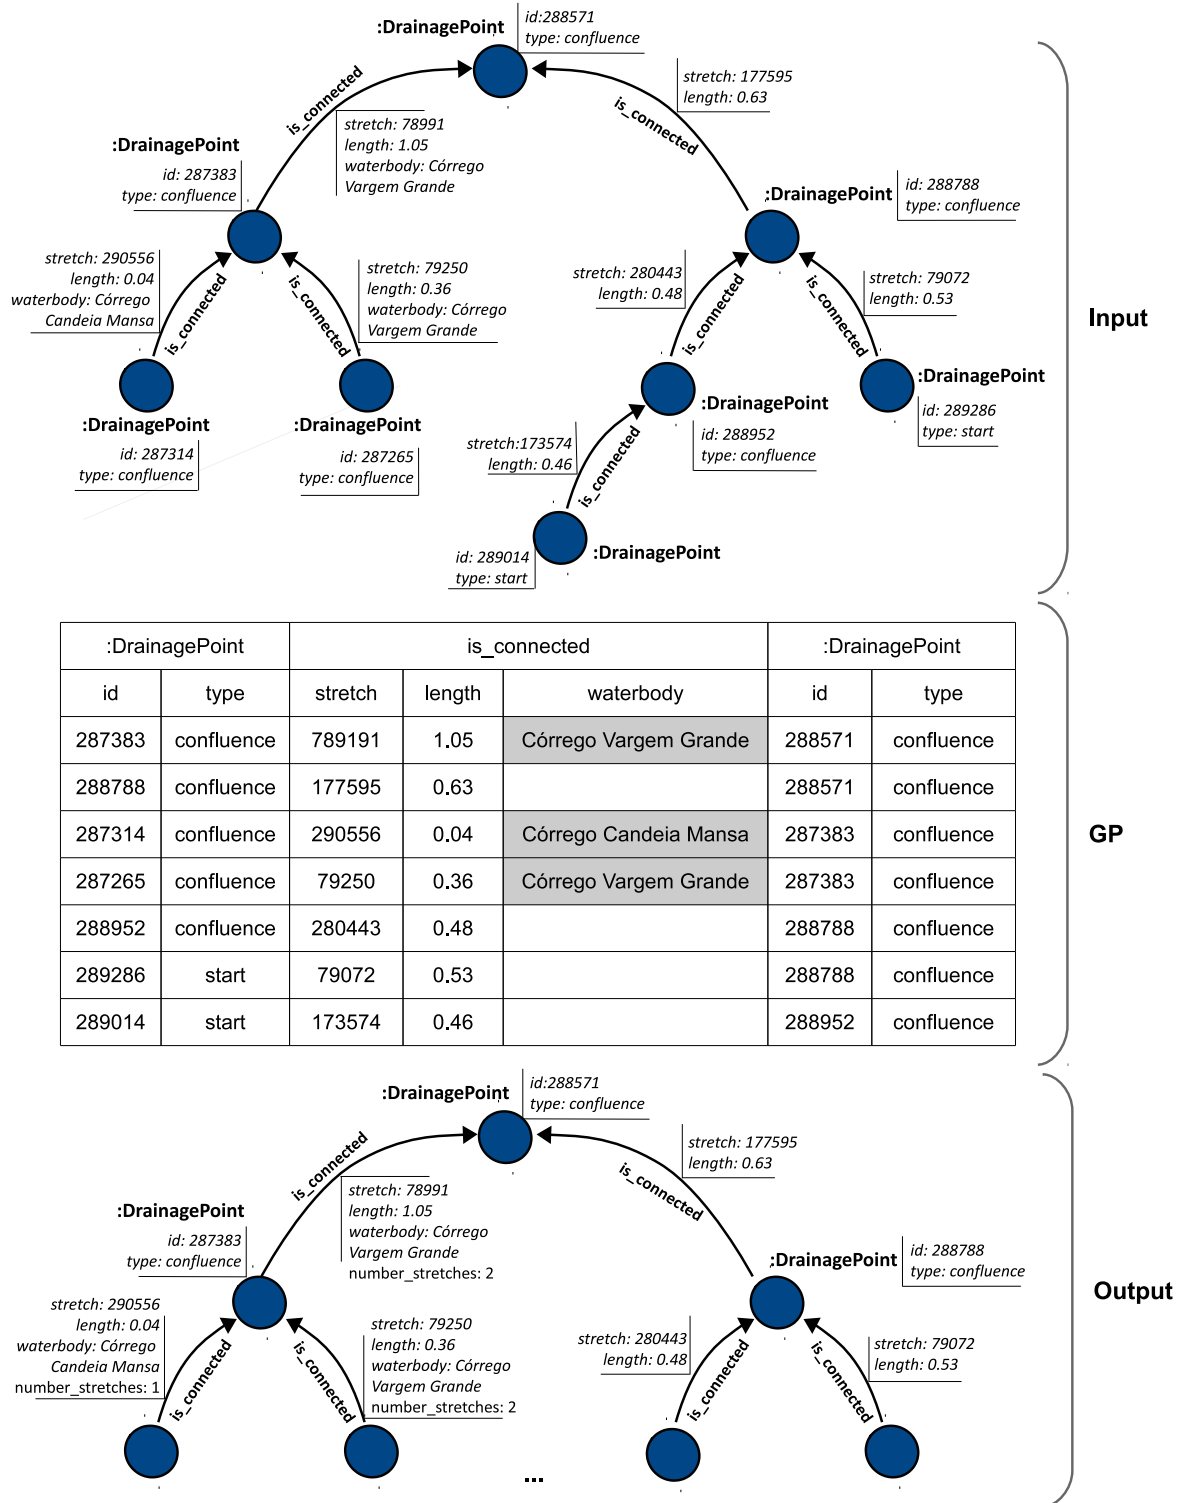 :DrainagePoint
id:288571
type: confluence
is_connected
stretch: 78991
length: 1.05
waterbody: Córrego
Vargem Grande
is_connected
stretch: 177595
length: 0.63
:DrainagePoint
id: 287383
type: confluence
:DrainagePoint
id: 288788
type: confluence
stretch: 290556
length: 0.04
waterbody: Córrego
Candeia Mansa
is_connected
is_connected
stretch: 79250
length: 0.36
waterbody: Córrego
Vargem Grande
stretch: 280443
length: 0.48
is_connected
is_connected
stretch: 79072
length: 0.53
Input
:DrainagePoint
id: 287314
type: confluence
:DrainagePoint
id: 287265
type: confluence
:DrainagePoint
id: 288952
type: confluence
:DrainagePoint
id: 289286
type: start
stretch:173574
length: 0.46
is_connected
id: 289014
type: start
:DrainagePoint
:DrainagePoint is_connected :DrainagePoint
id type stretch length waterbody id type
287383 confluence 789191 1.05 Córrego Vargem Grande 288571 confluence
288788 confluence 177595 0.63 288571 confluence
287314 confluence 290556 0.04 Córrego Candeia Mansa 287383 confluence
287265 confluence 79250 0.36 Córrego Vargem Grande 287383 confluence
288952 confluence 280443 0.48 288788 confluence
289286 start 79072 0.53 288788 confluence
289014 start 173574 0.46 288952 confluence
GP
:DrainagePoint
id:288571
type: confluence
is_connected
stretch: 78991
length: 1.05
waterbody: Córrego
Vargem Grande
number_stretches: 2
is_connected
stretch: 177595
length: 0.63
:DrainagePoint
id: 287383
type: confluence
:DrainagePoint
id: 288788
type: confluence
stretch: 290556
length: 0.04
waterbody: Córrego
Candeia Mansa
number_stretches: 1
is_connected
is_connected
stretch: 79250
length: 0.36
waterbody: Córrego
Vargem Grande
number_stretches: 2
stretch: 280443
length: 0.48
is_connected
is_connected
stretch: 79072
length: 0.53
...
Output